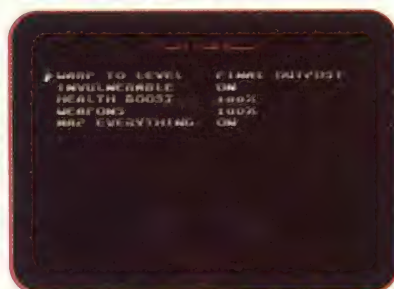 WARP TO LEVEL FINAL OUTPOST
INVULNERABLE ON
HEALTH BOOST 100%
WEAPONS 100%
MAP EVERYTHING ON